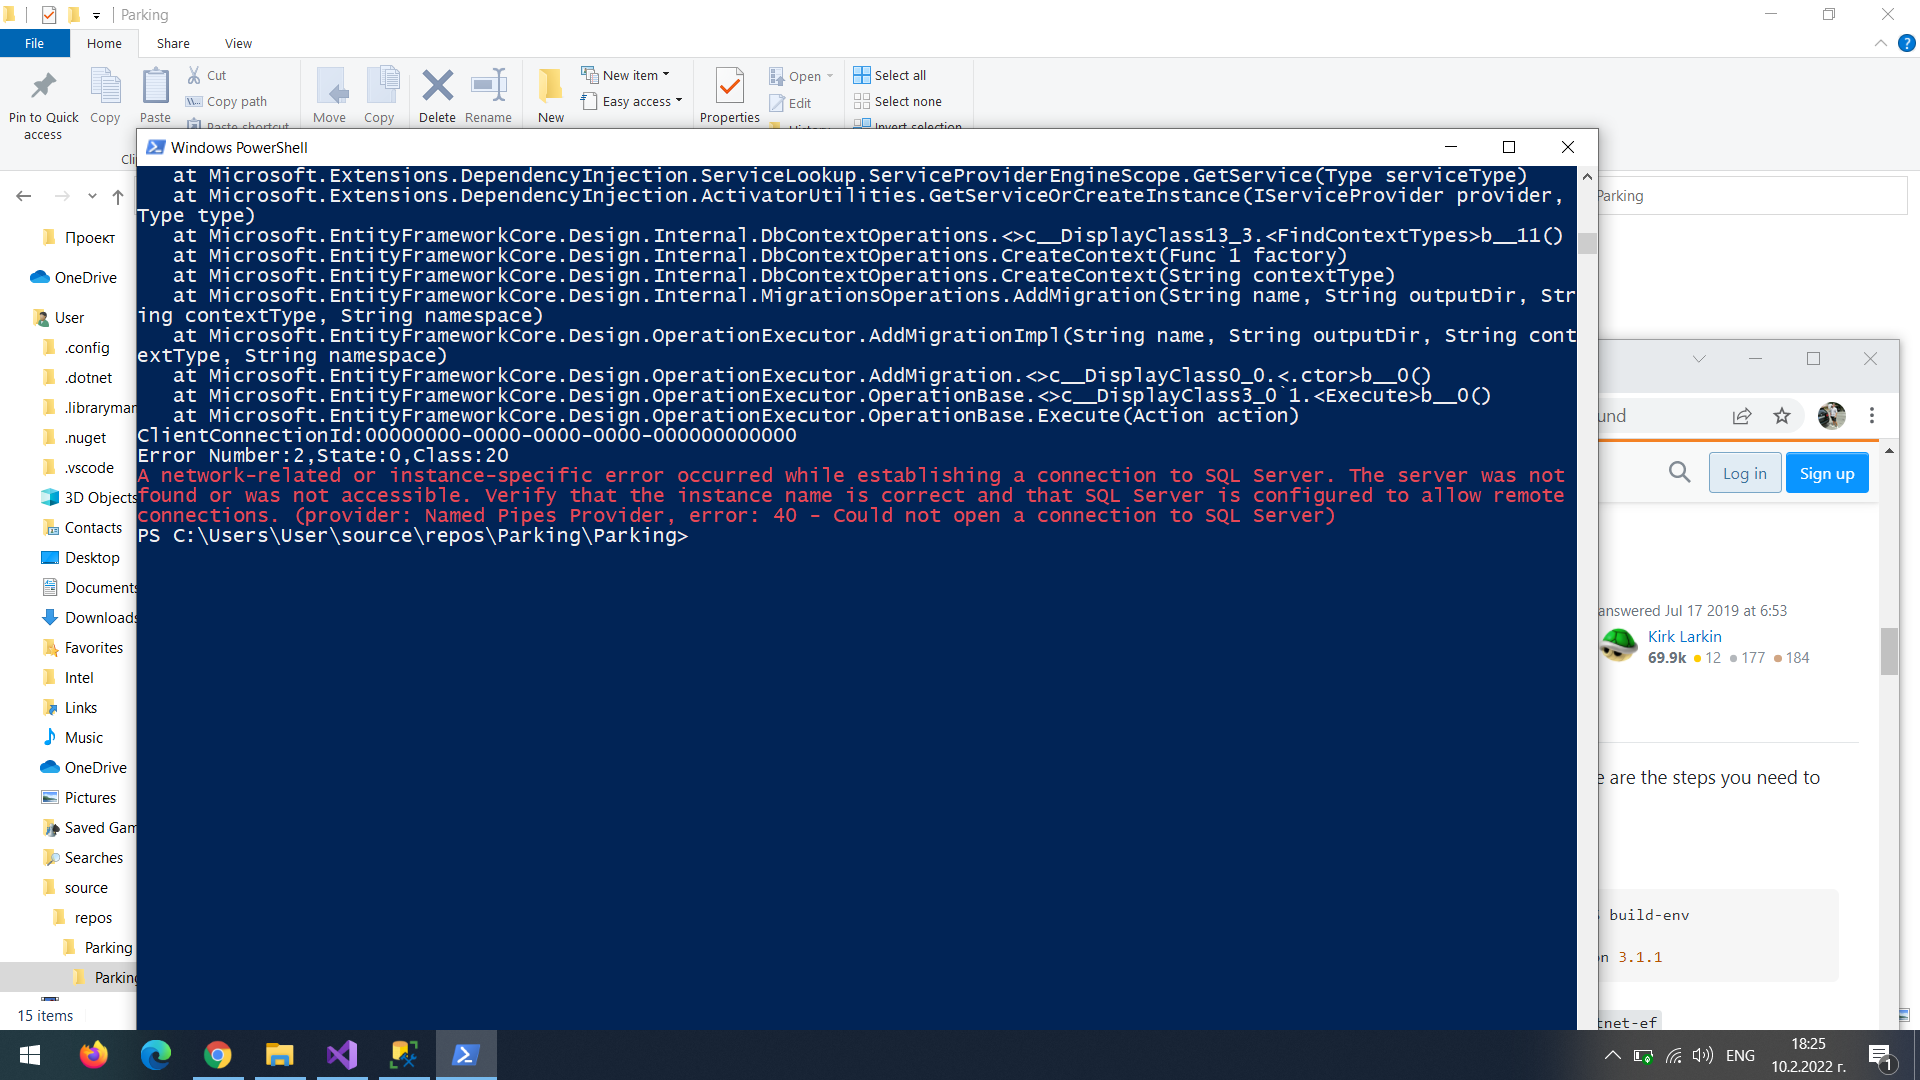 Parking
File
Home
Share
View
Pin to Quick
access
Copy
Paste
Cut
Copy path
Paste shortcut
Move
Copy
Delete
Rename
New
New item
Easy access
Properties
Open
Edit
Select all
Select none
Invert selection
Windows PowerShell
Parking
Проект
OneDrive
User
.config
.dotnet
.libraryman
.nuget
.vscode
3D Objects
Contacts
Desktop
Documents
Downloads
Favorites
Intel
Links
Music
OneDrive
Pictures
Saved Gam
Searches
source
repos
Parking
Parking
15 items
at Microsoft.Extensions.DependencyInjection.ServiceLookup.ServiceProviderEngineScope.GetService(Type serviceType)
at Microsoft.Extensions.DependencyInjection.ActivatorUtilities.GetServiceOrCreateInstance(IServiceProvider provider,
Type type)
at Microsoft.EntityFrameworkCore.Design.Internal.DbContextOperations.<>c__DisplayClass13_3.<FindContextTypes>b__11()
at Microsoft.EntityFrameworkCore.Design.Internal.DbContextOperations.CreateContext(Func`1 factory)
at Microsoft.EntityFrameworkCore.Design.Internal.DbContextOperations.CreateContext(String contextType)
at Microsoft.EntityFrameworkCore.Design.Internal.MigrationsOperations.AddMigration(String name, String outputDir, Str
ing contextType, String namespace)
at Microsoft.EntityFrameworkCore.Design.OperationExecutor.AddMigrationImpl(String name, String outputDir, String cont
extType, String namespace)
at Microsoft.EntityFrameworkCore.Design.OperationExecutor.AddMigration.<>c__DisplayClass0_0.<.ctor>b__0()
at Microsoft.EntityFrameworkCore.Design.OperationExecutor.OperationBase.<>c__DisplayClass3_0`1.<Execute>b__0()
at Microsoft.EntityFrameworkCore.Design.OperationExecutor.OperationBase.Execute(Action action)
ClientConnectionId:00000000-0000-0000-0000-000000000000
Error Number:2,State:0,Class:20
A network-related or instance-specific error occurred while establishing a connection to SQL Server. The server was not
found or was not accessible. Verify that the instance name is correct and that SQL Server is configured to allow remote
connections. (provider: Named Pipes Provider, error: 40 - Could not open a connection to SQL Server)
PS C:\Users\User\source\repos\Parking\Parking>
und
Log in
Sign up
answered Jul 17 2019 at 6:53
Kirk Larkin
69.9k 12 177 184
e are the steps you need to
build-env
on 3.1.1
tnet-ef
ENG
18:25
10.2.2022 г.
1